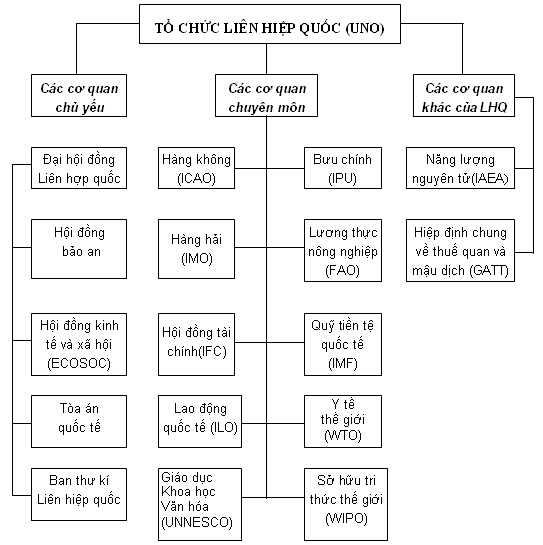 TỔ CHỨC LIÊN HIỆP QUỐC (UNO)
Các cơ quan
chủ yếu
Các cơ quan
chuyên môn
Các cơ quan
khác của LHQ
Đại hội đồng
Liên hợp quốc
Hàng không
(ICAO)
Bưu chính
(IPU)
Năng lượng
nguyên tử(IAEA)
Hội đồng
bảo an
Hàng hải
(IMO)
Lương thực
nông nghiệp
(FAO)
Hiệp định chung
về thuế quan và
mậu dịch (GATT)
Hội đồng kinh
tế và xã hội
(ECOSOC)
Hội đồng tài
chính(IFC)
Quỹ tiền tệ
quốc tế
(IMF)
Tòa án
quốc tế
Lao động
quốc tế (ILO)
Y tế
thế giới
(WTO)
Ban thư kí
Liên hiệp quốc
Giáo dục
Khoa học
Văn hóa
(UNNESCO)
Sở hữu tri
thức thế giới
(WIPO)